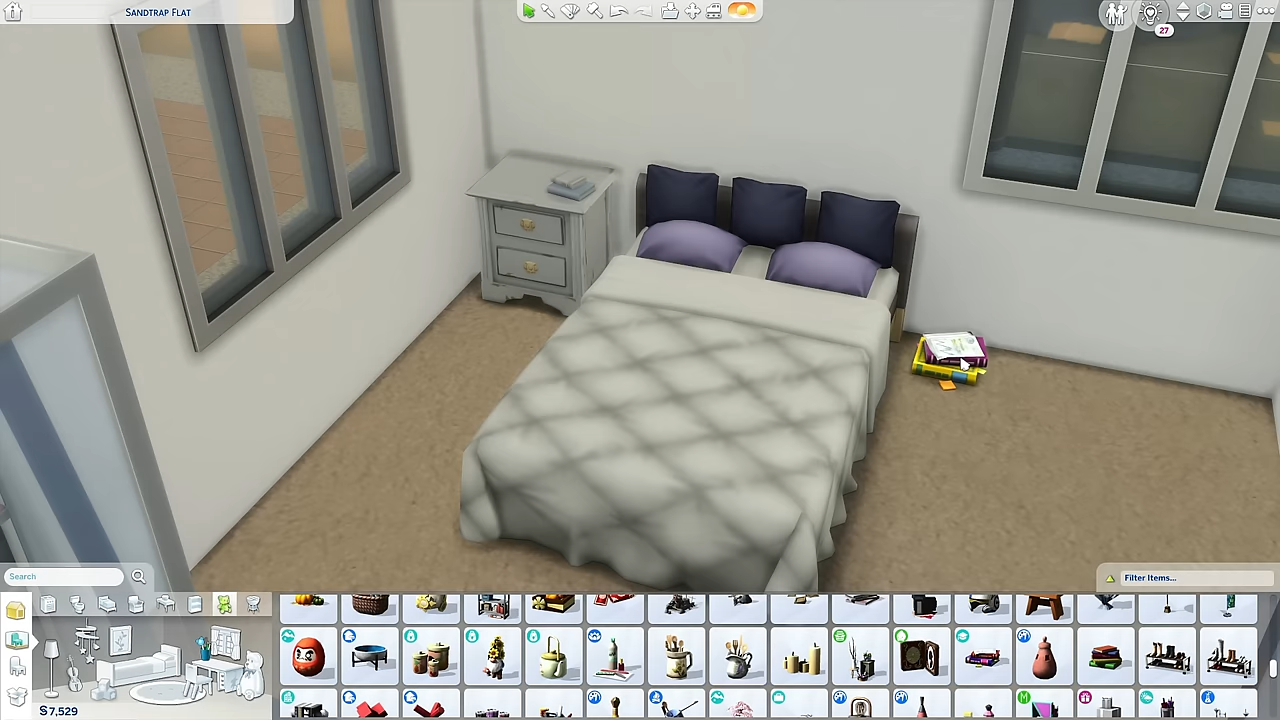 SANDTRAP FLAT
27
Search
Filter Items...
§7,529